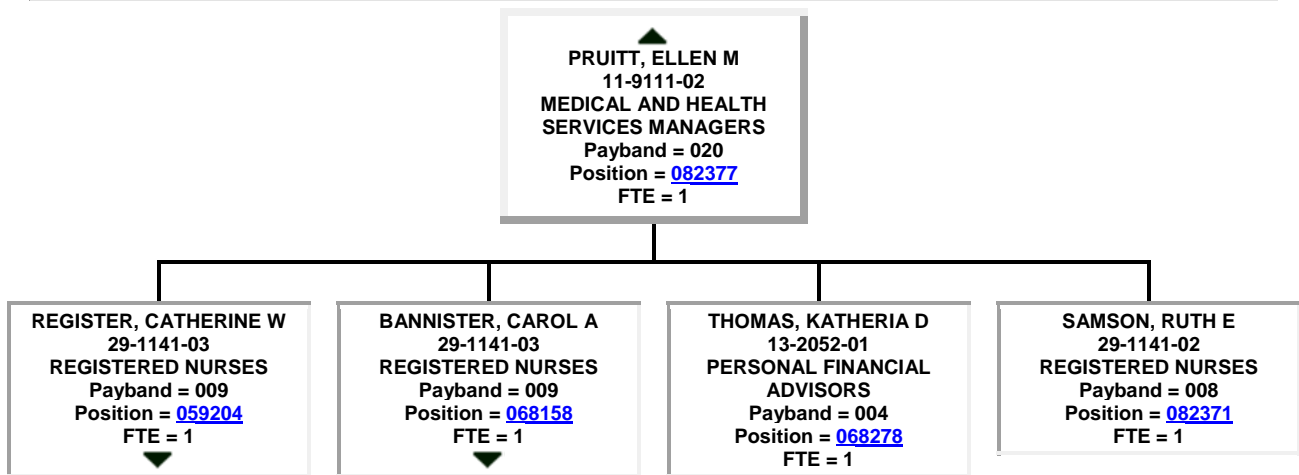 PRUITT, ELLEN M
11-9111-02
MEDICAL AND HEALTH
SERVICES MANAGERS
Payband = 020
Position = 082377
FTE = 1
REGISTER, CATHERINE W
29-1141-03
REGISTERED NURSES
Payband = 009
Position = 059204
FTE = 1
BANNISTER, CAROL A
29-1141-03
REGISTERED NURSES
Payband = 009
Position = 068158
FTE = 1
THOMAS, KATHERIA D
13-2052-01
PERSONAL FINANCIAL
ADVISORS
Payband = 004
Position = 068278
FTE = 1
SAMSON, RUTH E
29-1141-02
REGISTERED NURSES
Payband = 008
Position = 082371
FTE = 1